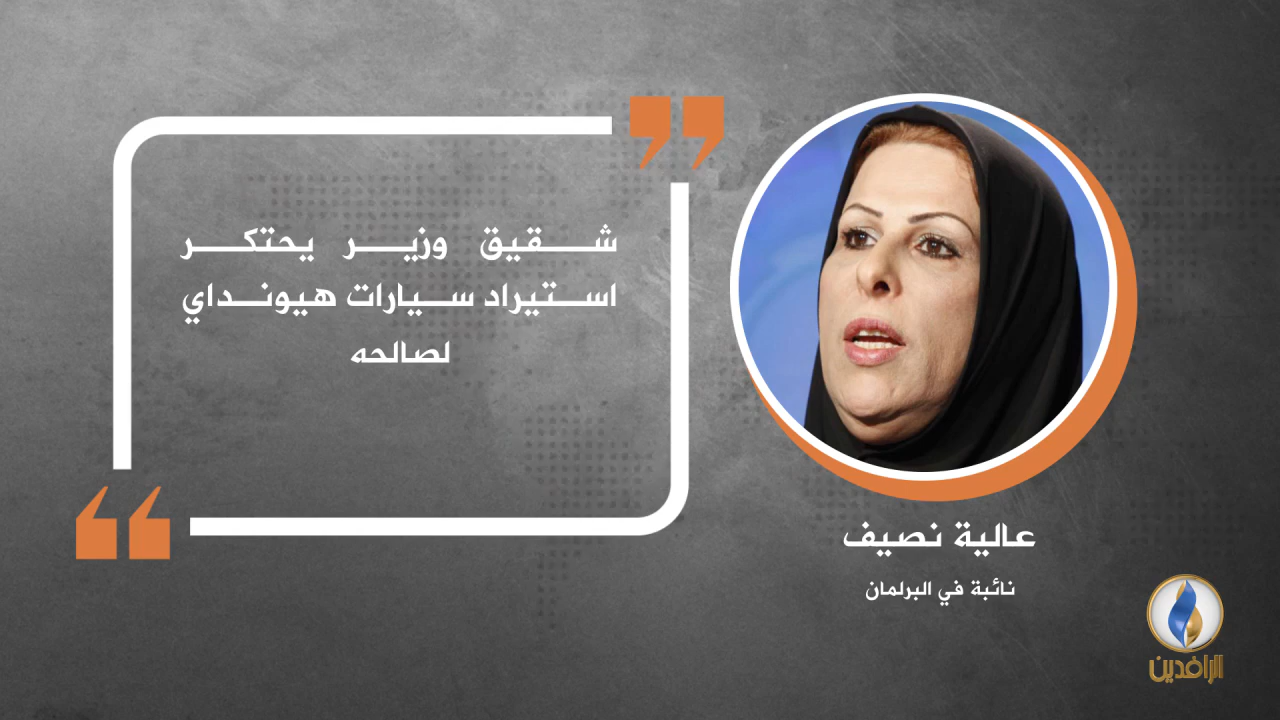 شقيق وزير يحتكر
استيراد سيارات هيونداي
لصالحه
عالية نصيف
نائبة في البرلمان
الرافدين